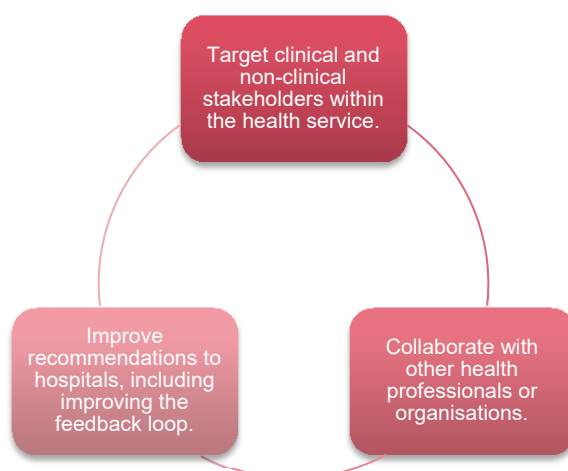 Target clinical and
non-clinical
stakeholders within
the health service.
Collaborate with
other health
professionals or
organisations.
Improve
recommendations to
hospitals, including
improving the
feedback loop.